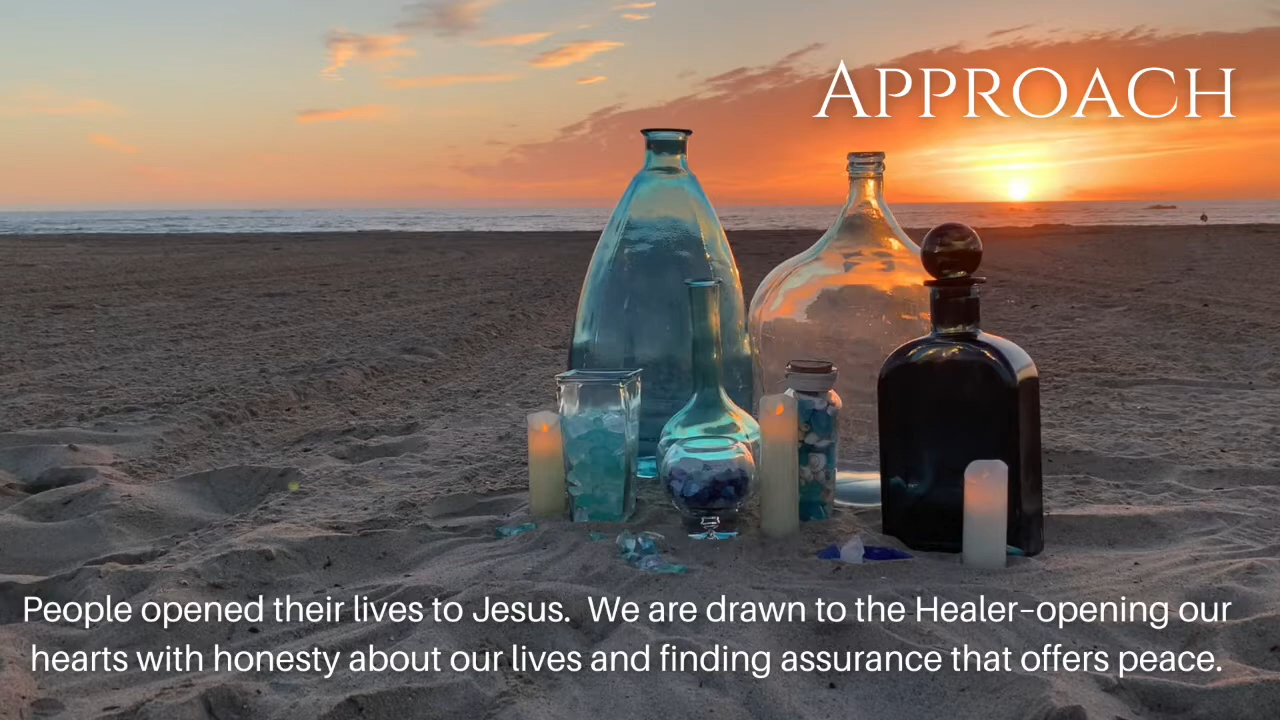 APPROACH
People opened their lives to Jesus.  We are drawn to the Healer–opening our
hearts with honesty about our lives and finding assurance that offers peace.